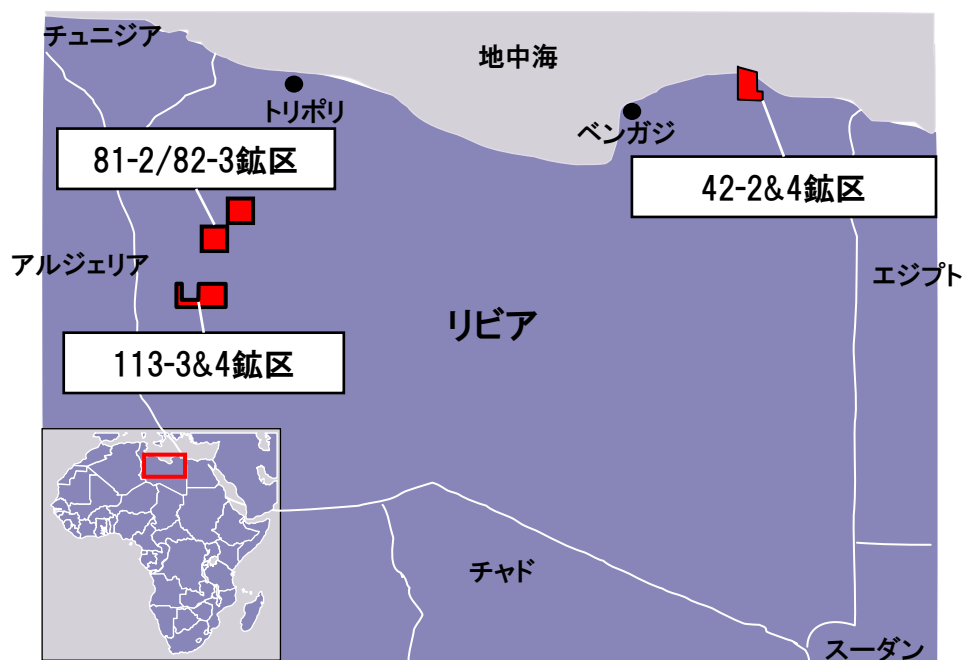 チュニジア
地中海
トリポリ
ベンガジ
81-2/82-3鉱区
42-2&4鉱区
アルジェリア
エジプト
リビア
113-3&4鉱区
チャド
スーダン